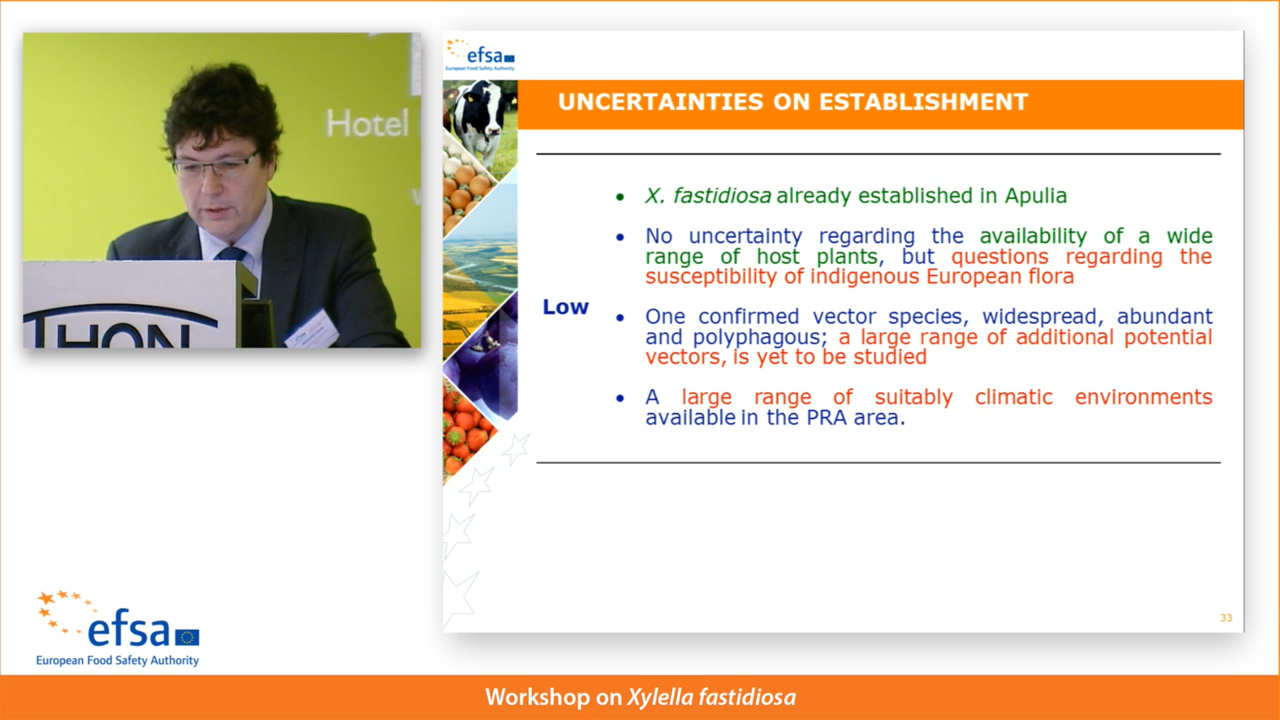 Hotel
THON
efsa
European Food Safety Authority
UNCERTAINTIES ON ESTABLISHMENT
Low
• X. fastidiosa already established in Apulia
• No uncertainty regarding the availability of a wide
range of host plants, but questions regarding the
susceptibility of indigenous European flora
• One confirmed vector species, widespread, abundant
and polyphagous; a large range of additional potential
vectors, is yet to be studied
• A large range of suitably climatic environments
available in the PRA area.
33
efsa
European Food Safety Authority
Workshop on Xylella fastidiosa